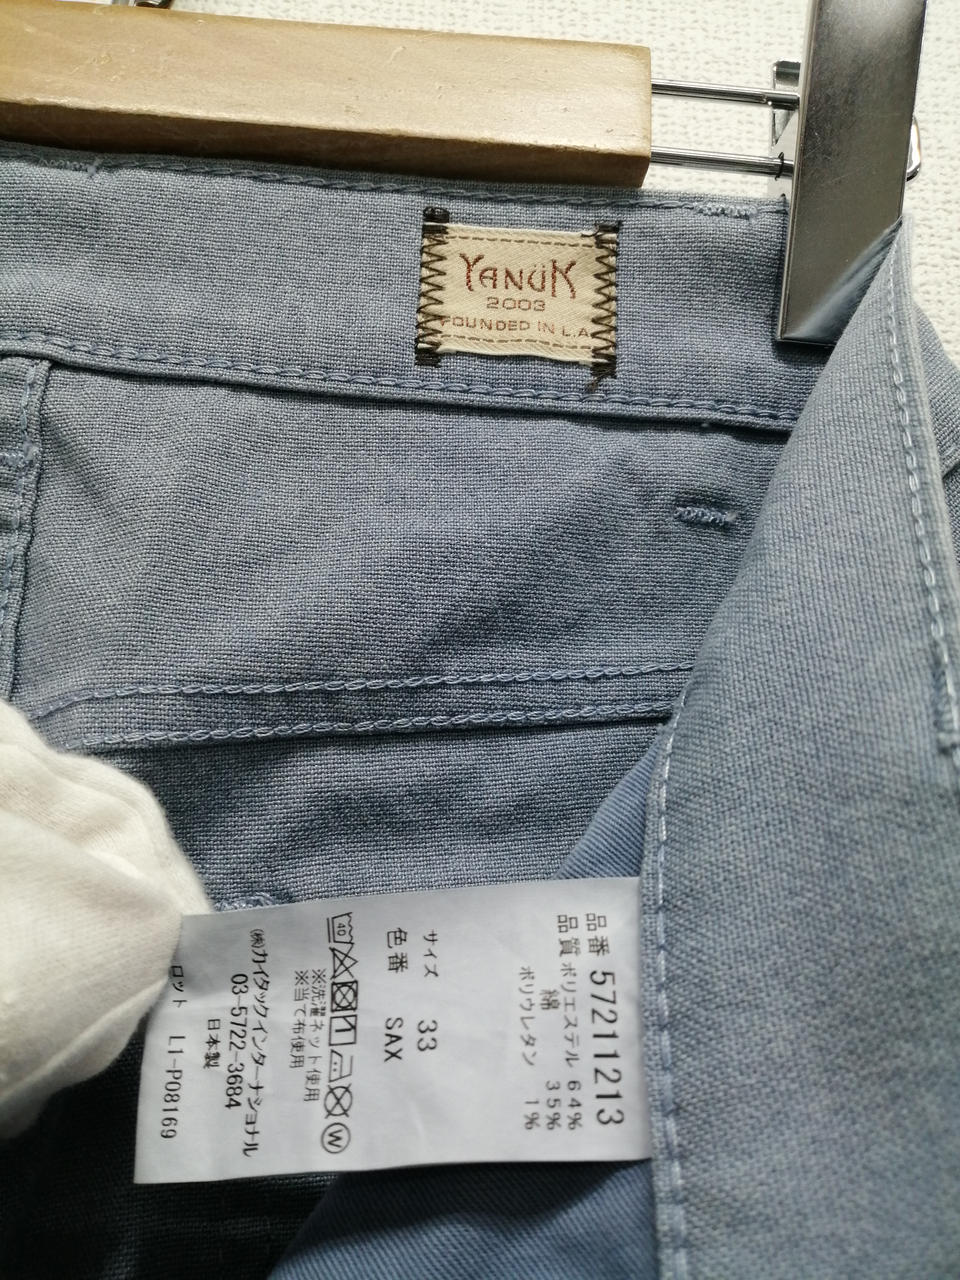 YANÜK
2003
FOUNDED IN L.A
品番 572111213
品質 ポリエステル 64%
綿 35%
ポリウレタン 1%
サイズ 33
色番 SAX
40
W
※洗濯ネット使用
※当て布使用
㈱カイタックインターナショナル
03-5722-3684
日本製
ロット L1-P08169